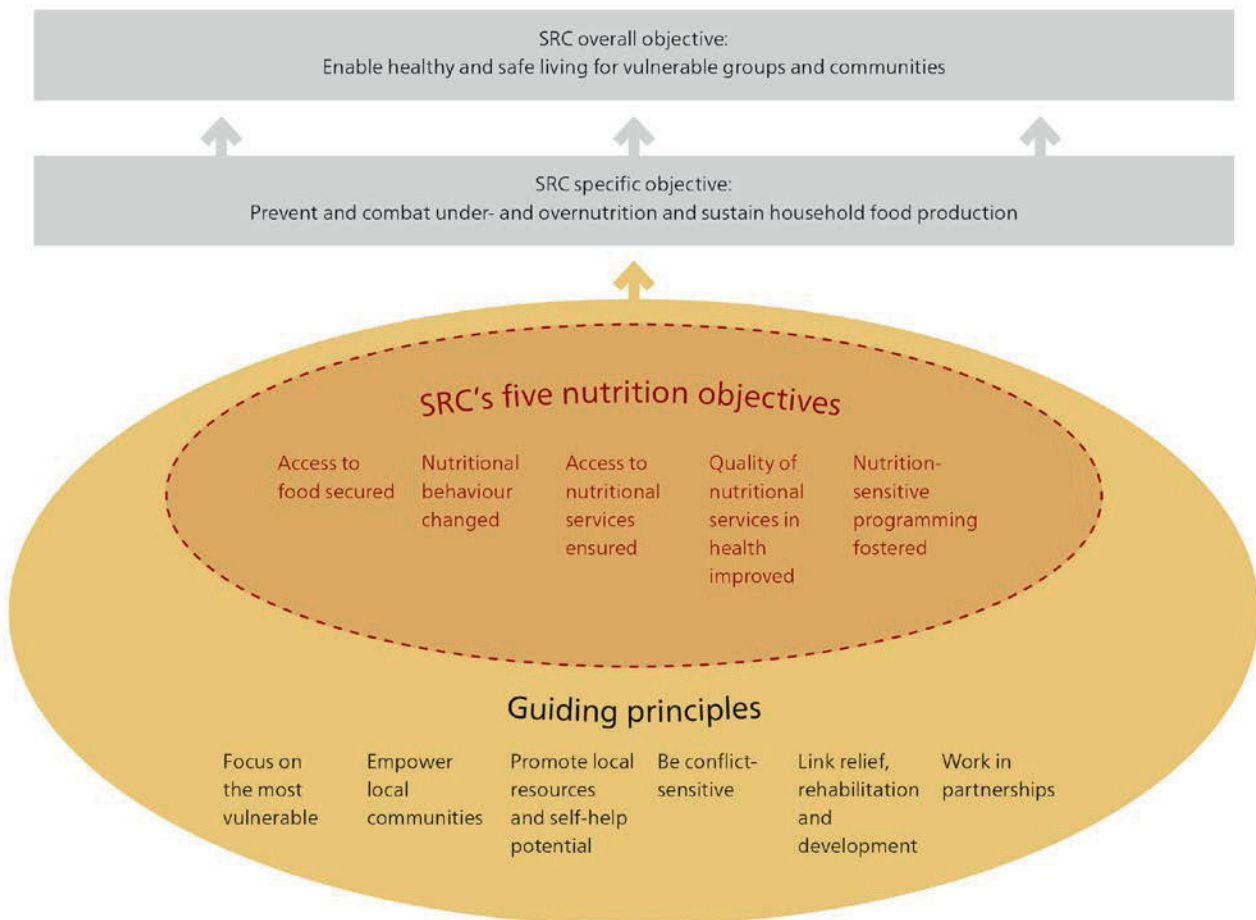 SRC overall objective:
Enable healthy and safe living for vulnerable groups and communities
SRC specific objective:
Prevent and combat under- and overnutrition and sustain household food production
SRC's five nutrition objectives
Access to
food secured
Nutritional
behaviour
changed
Access to
nutritional
services
ensured
Quality of
nutritional
services in
health
improved
Nutrition-
sensitive
programming
fostered
Guiding principles
Focus on
the most
vulnerable
Empower
local
communities
Promote local
resources
and self-help
potential
Be conflict-
sensitive
Link relief,
rehabilitation
and
development
Work in
partnerships